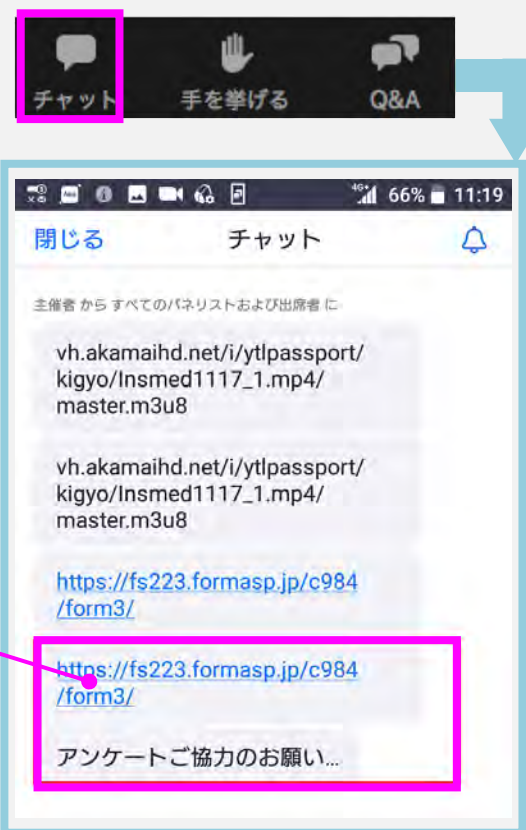 チャット
手を挙げる
Q&A
4G+ 66% 11:19
閉じる
チャット
主催者 から すべてのパネリストおよび出席者 に
vh.akamaihd.net/i/ytlpassport/
kigyo/Insmed1117_1.mp4/
master.m3u8
vh.akamaihd.net/i/ytlpassport/
kigyo/Insmed1117_1.mp4/
master.m3u8
https://fs223.formasp.jp/c984
/form3/
https://fs223.formasp.jp/c984
/form3/
アンケートご協力のお願い...